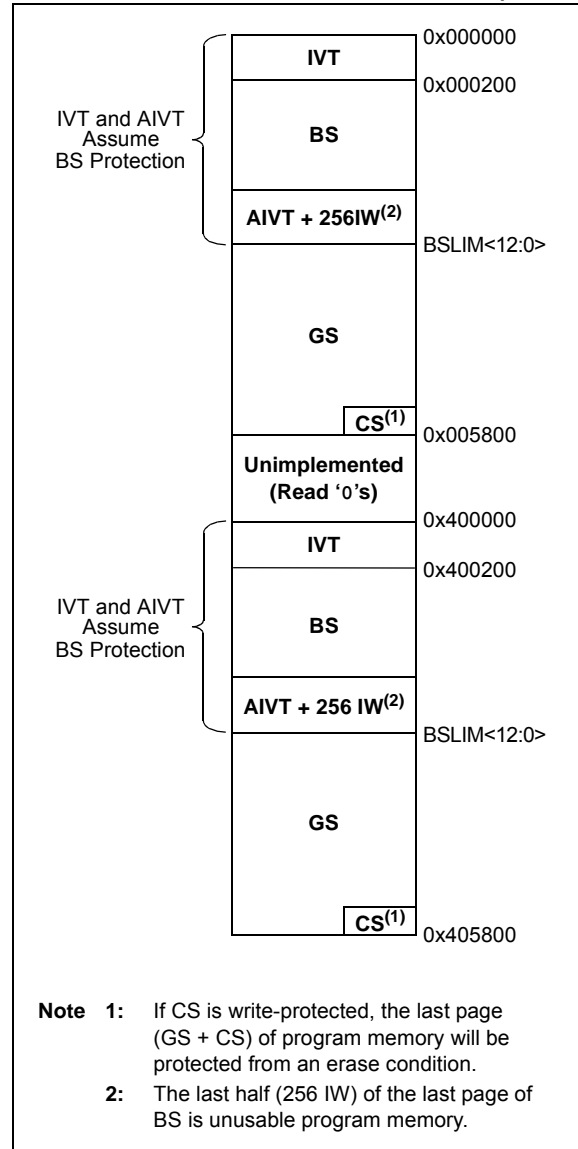 0x000000
IVT
0x000200
IVT and AIVT
Assume
BS Protection
BS
AIVT + 256IW(2)
BSLIM<12:0>
GS
CS(1)
0x005800
Unimplemented
(Read ‘0’s)
0x400000
IVT
0x400200
IVT and AIVT
Assume
BS Protection
BS
AIVT + 256 IW(2)
BSLIM<12:0>
GS
CS(1)
0x405800
Note 1: If CS is write-protected, the last page
(GS + CS) of program memory will be
protected from an erase condition.
2: The last half (256 IW) of the last page of
BS is unusable program memory.